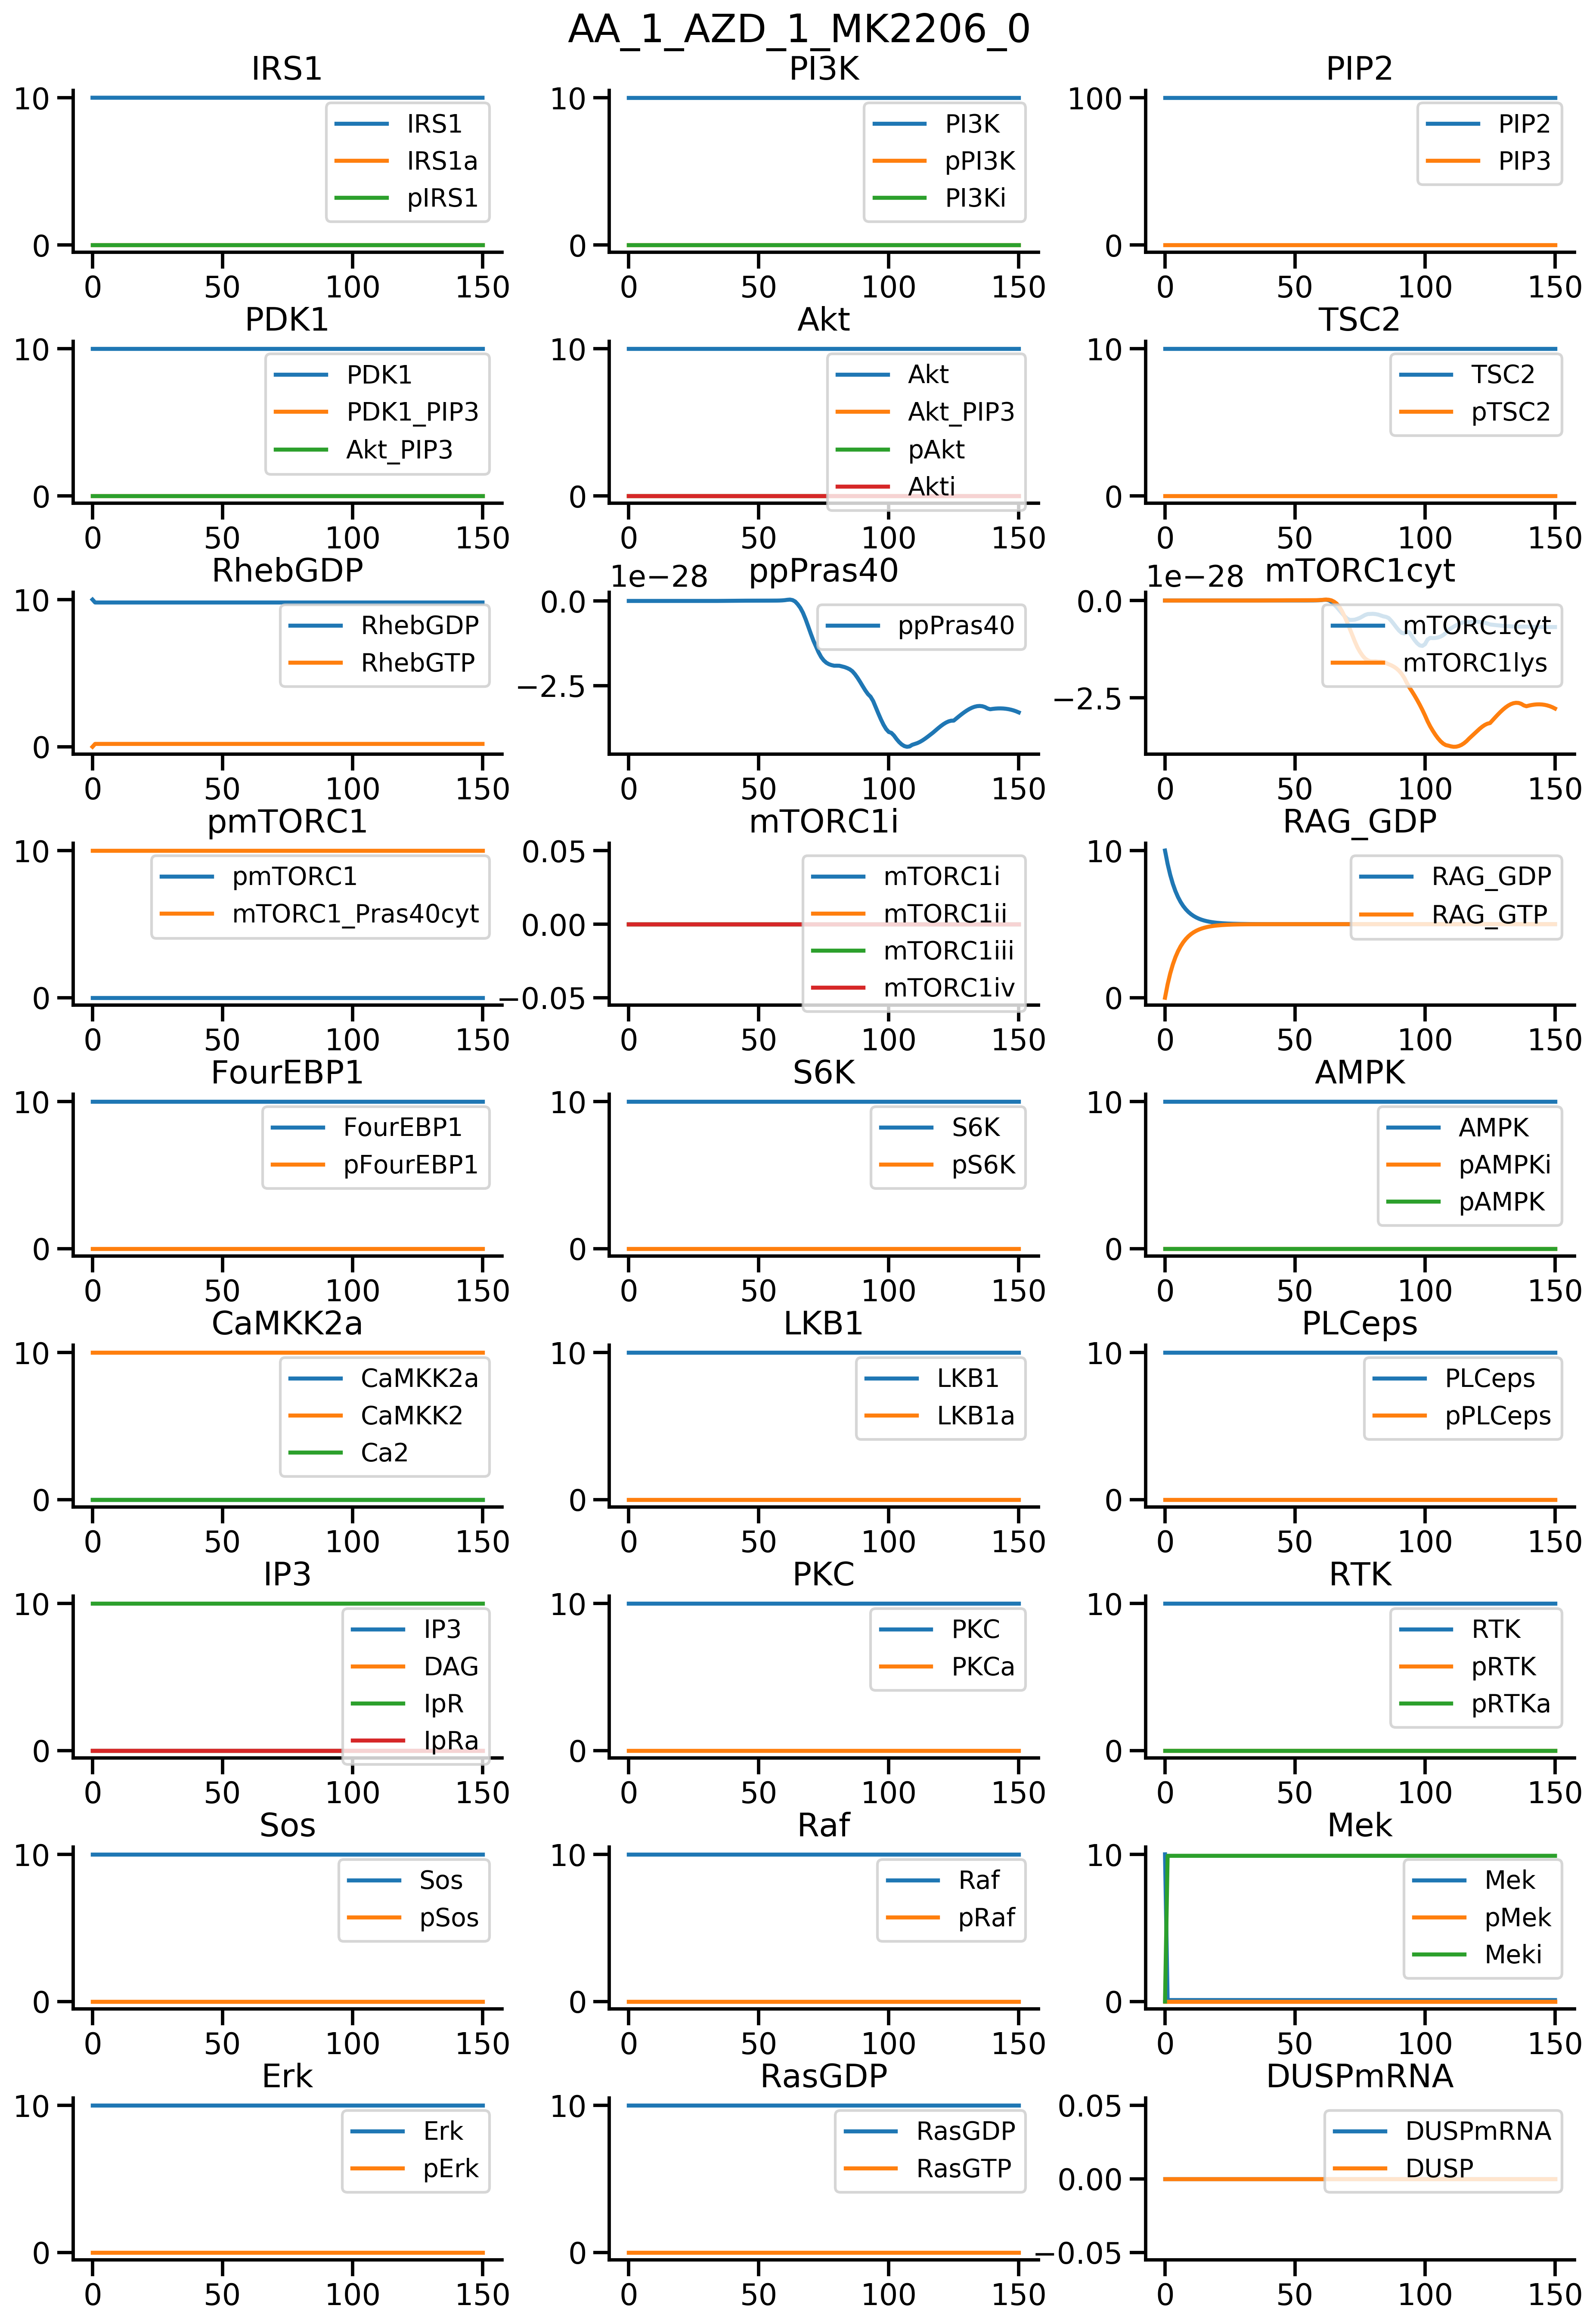 AA_1_AZD_1_MK2206_0
IRS1
10
0
0 50 100 150
IRS1
IRS1a
pIRS1
PI3K
10
0
0 50 100 150
PI3K
pPI3K
PI3Ki
PIP2
100
0
0 50 100 150
PIP2
PIP3
PDK1
10
0
0 50 100 150
PDK1
PDK1_PIP3
Akt_PIP3
Akt
10
0
0 50 100 150
Akt
Akt_PIP3
pAkt
Akti
TSC2
10
0
0 50 100 150
TSC2
pTSC2
RhebGDP
10
0
0 50 100 150
RhebGDP
RhebGTP
1e−28 ppPras40
0.0
−2.5
0 50 100 150
ppPras40
1e−28 mTORC1cyt
0.0
−2.5
0 50 100 150
mTORC1cyt
mTORC1lys
pmTORC1
10
0
0 50 100 150
pmTORC1
mTORC1_Pras40cyt
mTORC1i
0.05
0.00
−0.05
0 50 100 150
mTORC1i
mTORC1ii
mTORC1iii
mTORC1iv
RAG_GDP
10
0
0 50 100 150
RAG_GDP
RAG_GTP
FourEBP1
10
0
0 50 100 150
FourEBP1
pFourEBP1
S6K
10
0
0 50 100 150
S6K
pS6K
AMPK
10
0
0 50 100 150
AMPK
pAMPKi
pAMPK
CaMKK2a
10
0
0 50 100 150
CaMKK2a
CaMKK2
Ca2
LKB1
10
0
0 50 100 150
LKB1
LKB1a
PLCeps
10
0
0 50 100 150
PLCeps
pPLCeps
IP3
10
0
0 50 100 150
IP3
DAG
IpR
IpRa
PKC
10
0
0 50 100 150
PKC
PKCa
RTK
10
0
0 50 100 150
RTK
pRTK
pRTKa
Sos
10
0
0 50 100 150
Sos
pSos
Raf
10
0
0 50 100 150
Raf
pRaf
Mek
10
0
0 50 100 150
Mek
pMek
Meki
Erk
10
0
0 50 100 150
Erk
pErk
RasGDP
10
0
0 50 100 150
RasGDP
RasGTP
DUSPmRNA
0.05
0.00
−0.05
0 50 100 150
DUSPmRNA
DUSP